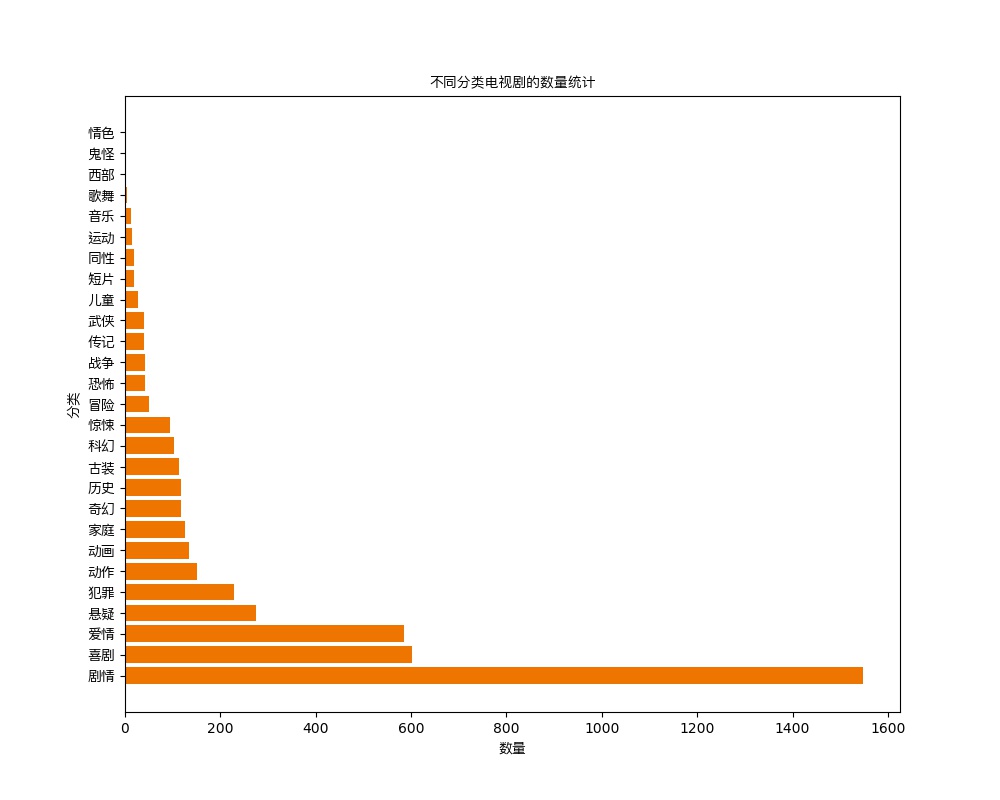 不同分类电视剧的数量统计
分类
情色
鬼怪
西部
歌舞
音乐
运动
同性
短片
儿童
武侠
传记
战争
恐怖
冒险
惊悚
科幻
古装
历史
奇幻
家庭
动画
动作
犯罪
悬疑
爱情
喜剧
剧情
0 200 400 600 800 1000 1200 1400 1600
数量